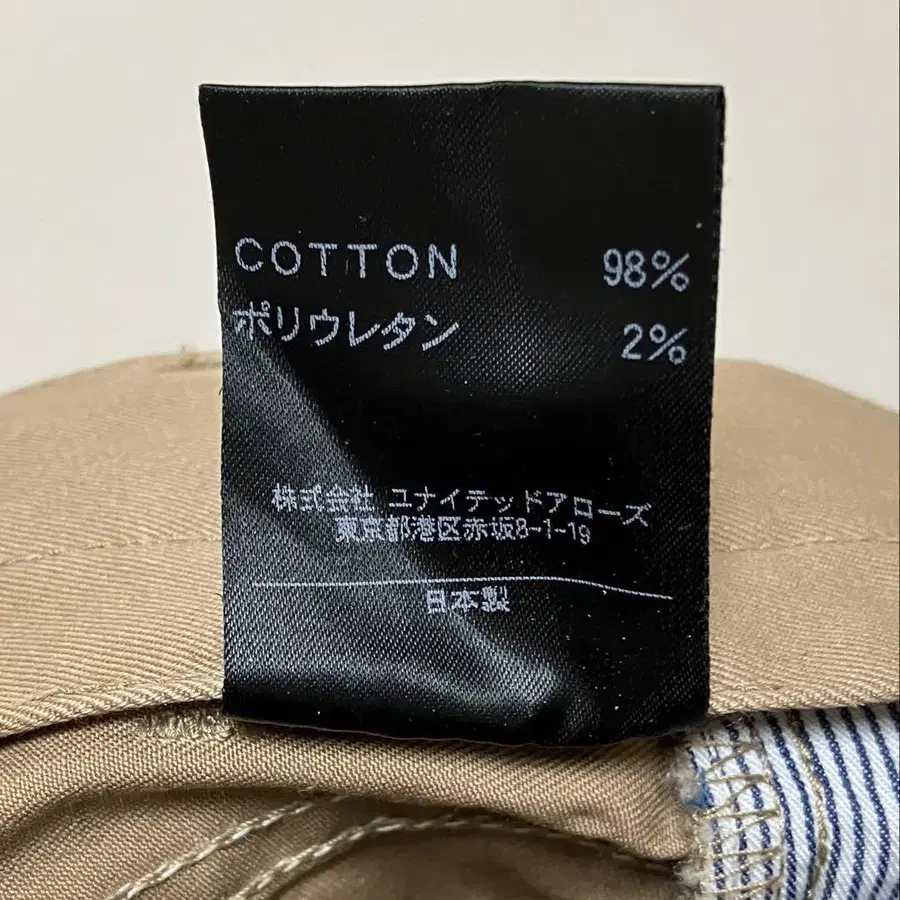 COTTON 98%
ポリウレタン 2%
株式会社 ユナイテッドアローズ
東京都港区赤坂8-1-19
日本製